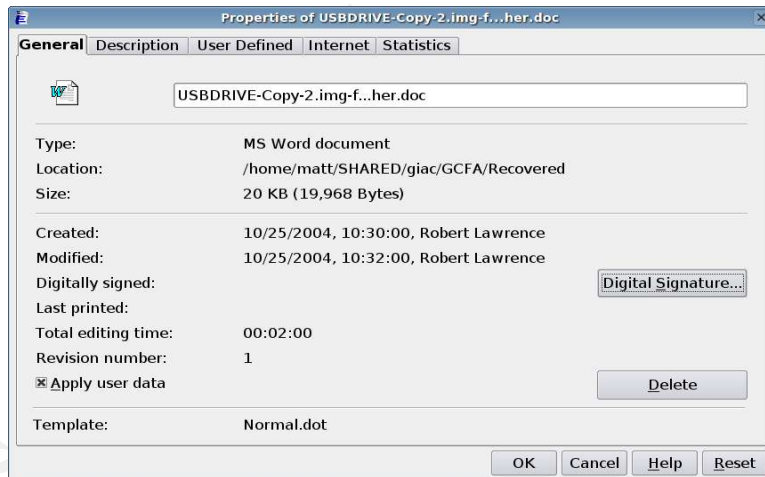 Properties of USBDRIVE-Copy-2.img-f...her.doc
General Description User Defined Internet Statistics
USBDRIVE-Copy-2.img-f...her.doc
Type: MS Word document
Location: /home/matt/SHARED/giac/GCFA/Recovered
Size: 20 KB (19,968 Bytes)
Created: 10/25/2004, 10:30:00, Robert Lawrence
Modified: 10/25/2004, 10:32:00, Robert Lawrence
Digitally signed: Digital Signature...
Last printed:
Total editing time: 00:02:00
Revision number: 1
Apply user data Delete
Template: Normal.dot
OK Cancel Help Reset